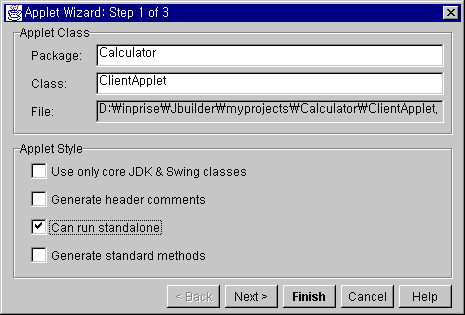 Applet Wizard: Step 1 of 3
Applet Class
Package: Calculator
Class: ClientApplet
File: D:₩inprise₩Jbuilder₩myprojects₩Calculator₩ClientApplet,
Applet Style
Use only core JDK & Swing classes
Generate header comments
Can run standalone
Generate standard methods
< Back Next > Finish Cancel Help